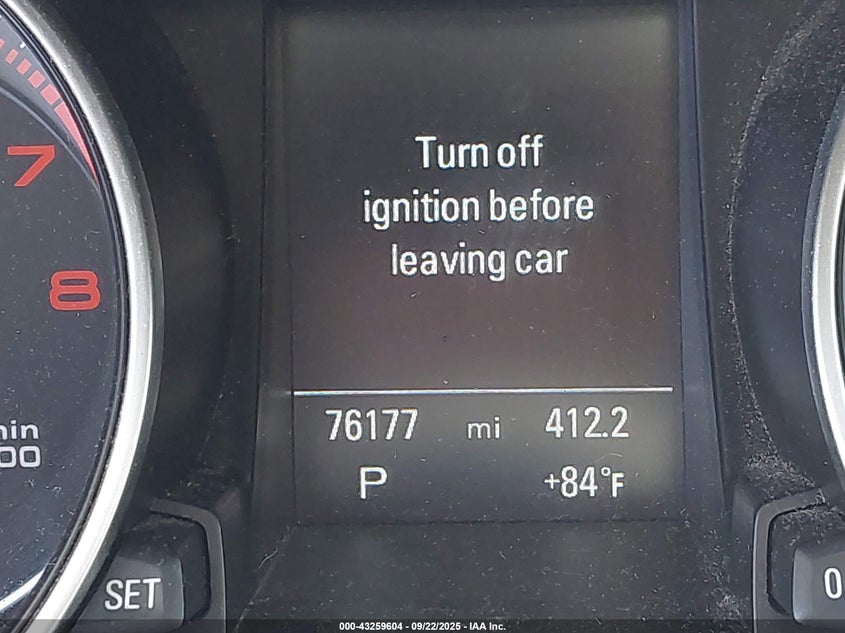 Turn off
ignition before
leaving car
7
8
76177 mi 412.2
P +84°F
SET
000-43259604 - 09/22/2025 - IAA Inc.